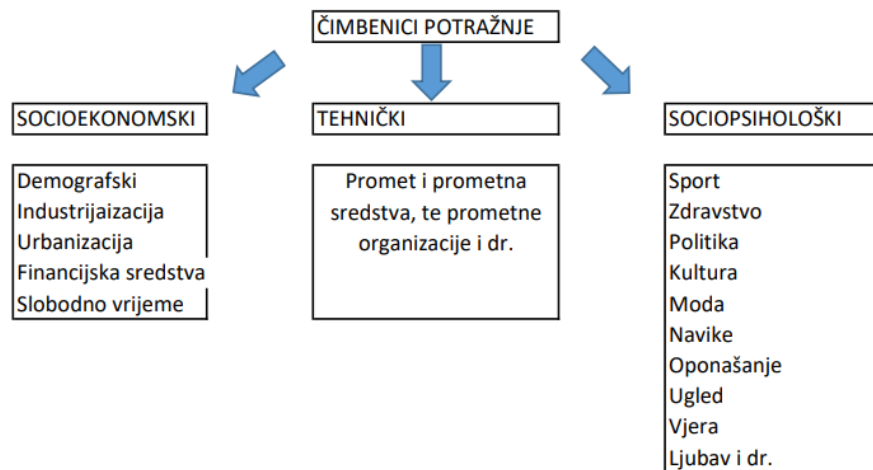 ČIMBENICI POTRAŽNJE
SOCIOEKONOMSKI
TEHNIČKI
SOCIOPSIHOLOŠKI
Demografski
Industrijaizacija
Urbanizacija
Financijska sredstva
Slobodno vrijeme
Promet i prometna
sredstva, te prometne
organizacije i dr.
Sport
Zdravstvo
Politika
Kultura
Moda
Navike
Oponašanje
Ugled
Vjera
Ljubav i dr.